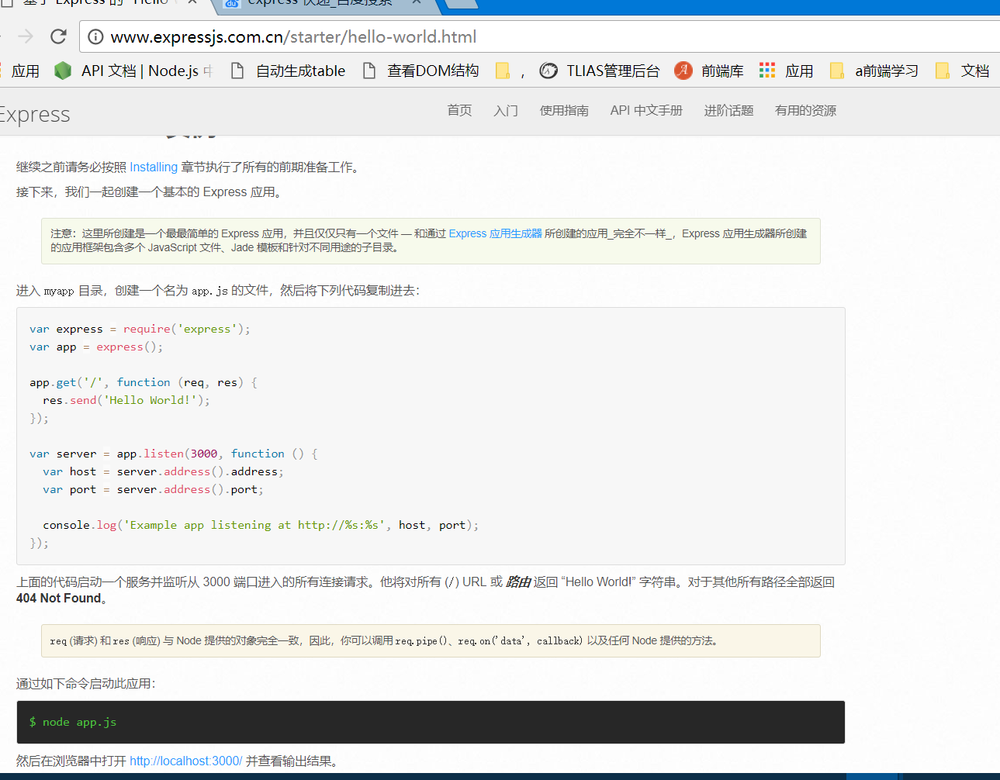 基于 Express 的 "Hello
express 快递_百度搜索
www.expressjs.com.cn/starter/hello-world.html
应用 API 文档 | Node.js 中 自动生成table 查看DOM结构 , TLIAS管理后台 前端库 应用 a前端学习 文档
Express 首页 入门 使用指南 API 中文手册 进阶话题 有用的资源
继续之前请务必按照 Installing 章节执行了所有的前期准备工作。
接下来，我们一起创建一个基本的 Express 应用。
注意：这里所创建是一个最最简单的 Express 应用，并且仅仅只有一个文件 — 和通过 Express 应用生成器 所创建的应用_完全不一样_，Express 应用生成器所创建
的应用框架包含多个 JavaScript 文件、Jade 模板和针对不同用途的子目录。
进入 myapp 目录，创建一个名为 app.js 的文件，然后将下列代码复制进去：
var express = require('express');
var app = express();
app.get('/', function (req, res) {
res.send('Hello World!');
});
var server = app.listen(3000, function () {
var host = server.address().address;
var port = server.address().port;
console.log('Example app listening at http://%s:%s', host, port);
});
上面的代码启动一个服务并监听从 3000 端口进入的所有连接请求。他将对所有 (/) URL 或 路由 返回 “Hello World!” 字符串。对于其他所有路径全部返回
404 Not Found。
req (请求) 和 res (响应) 与 Node 提供的对象完全一致，因此，你可以调用 req.pipe()、req.on('data', callback) 以及任何 Node 提供的方法。
通过如下命令启动此应用：
$ node app.js
然后在浏览器中打开 http://localhost:3000/ 并查看输出结果。